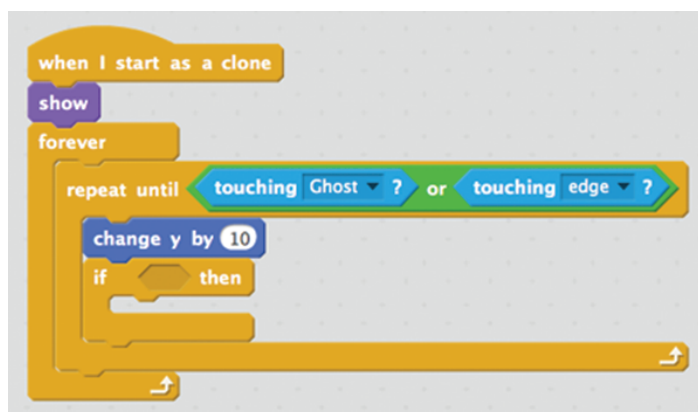 when I start as a clone
show
forever
repeat until touching Ghost ? or touching edge ?
change y by 10
if then